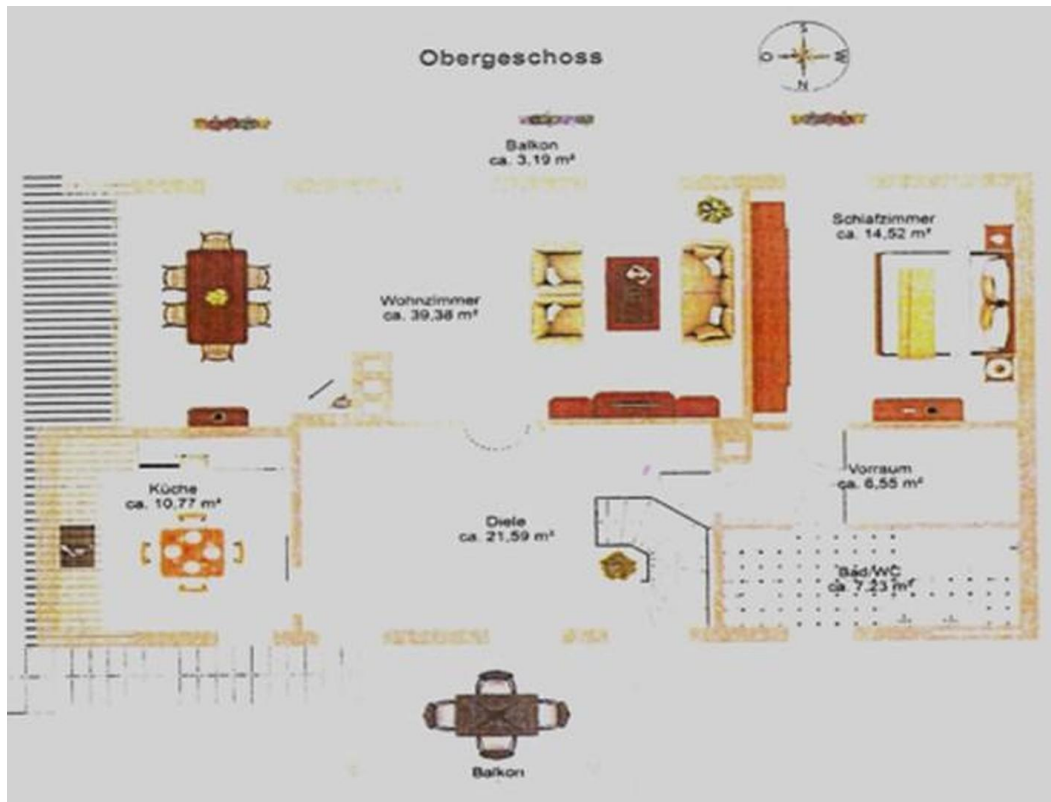 Obergeschoss
S
O
W
N
Balkon
ca. 3,19 m²
Schlafzimmer
ca. 14,52 m²
Wohnzimmer
ca. 39,38 m²
Küche
ca. 10,77 m²
Vorraum
ca. 6,55 m²
Diele
ca. 21,59 m²
Bad/WC
ca. 7,23 m²
Balkon